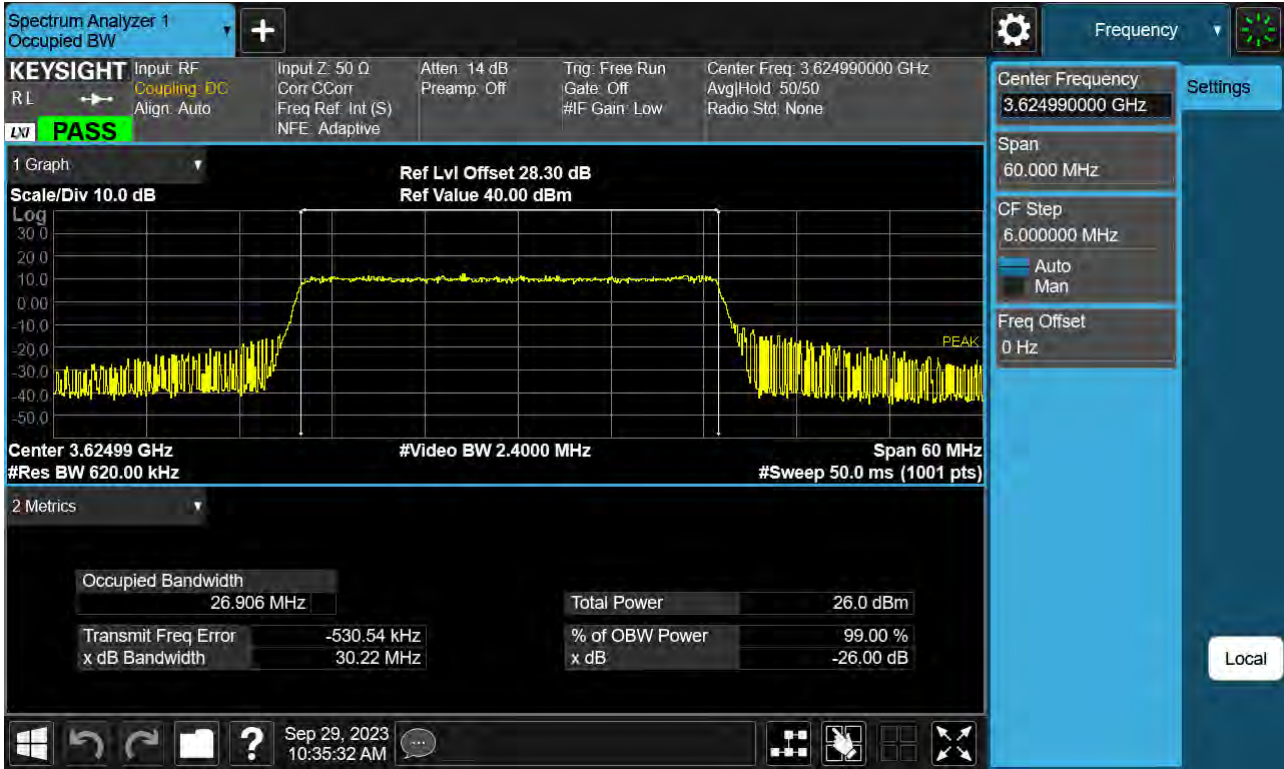 Spectrum Analyzer 1
Occupied BW
+
Frequency
KEYSIGHT
Input: RF
Coupling: DC
Align: Auto
Input Z: 50 Ω
Corr CCorr
Freq Ref: Int (S)
NFE: Adaptive
Atten: 14 dB
Preamp: Off
Trig: Free Run
Gate: Off
#IF Gain: Low
Center Freq: 3.624990000 GHz
Avg|Hold: 50/50
Radio Std: None
R L
LXI
PASS
Center Frequency
3.624990000 GHz
Settings
Span
60.000 MHz
CF Step
6.000000 MHz
Auto
Man
Freq Offset
0 Hz
Local
1 Graph
Scale/Div 10.0 dB
Ref Lvl Offset 28.30 dB
Ref Value 40.00 dBm
Log
30.0
20.0
10.0
0.00
-10.0
-20.0
-30.0
-40.0
-50.0
PEAK
Center 3.62499 GHz
#Video BW 2.4000 MHz
Span 60 MHz
#Res BW 620.00 kHz
#Sweep 50.0 ms (1001 pts)
2 Metrics
Occupied Bandwidth
26.906 MHz
Total Power 26.0 dBm
Transmit Freq Error -530.54 kHz
% of OBW Power 99.00 %
x dB Bandwidth 30.22 MHz
x dB -26.00 dB
?
Sep 29, 2023
10:35:32 AM